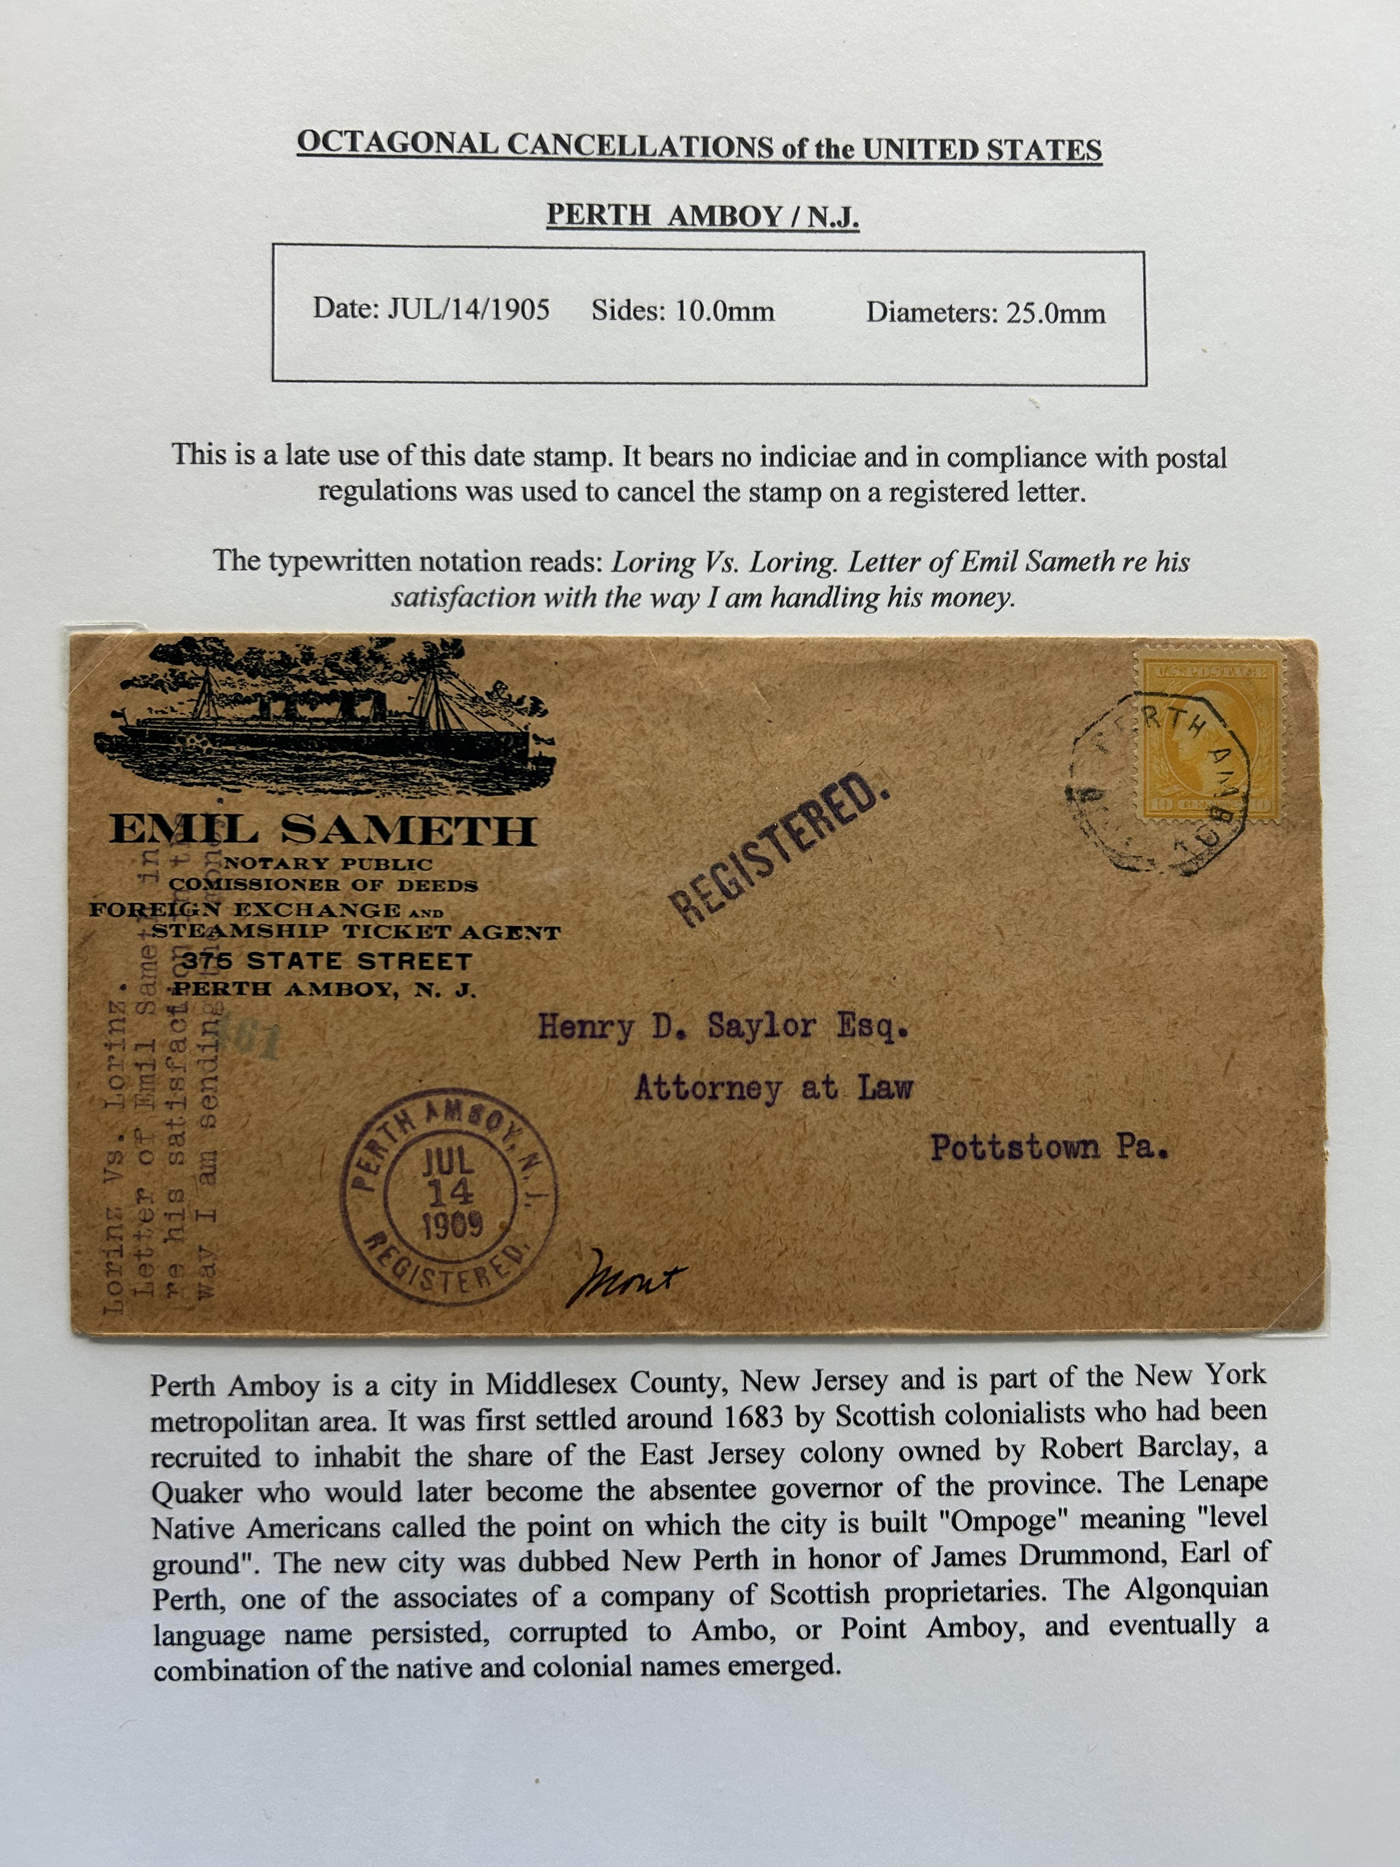 OCTAGONAL CANCELLATIONS of the UNITED STATES
PERTH AMBOY / N.J.
Date: JUL/14/1905 Sides: 10.0mm Diameters: 25.0mm
This is a late use of this date stamp. It bears no indiciae and in compliance with postal
regulations was used to cancel the stamp on a registered letter.
The typewritten notation reads: Loring Vs. Loring. Letter of Emil Sameth re his
satisfaction with the way I am handling his money.
U.S. POSTAGE
10 CENTS 10
PERTH AMBO
REGISTERED.
EMIL SAMETH
NOTARY PUBLIC
COMISSIONER OF DEEDS
FOREIGN EXCHANGE AND
STEAMSHIP TICKET AGENT
375 STATE STREET
PERTH AMBOY, N. J.
Lorinz Vs. Lorinz.
Letter of Emil Sameth in
re his satisfaction
way I am sending
Henry D. Saylor Esq.
Attorney at Law
Pottstown Pa.
PERTH AMBOY, N. J.
JUL
14
1909
REGISTERED.
Perth Amboy is a city in Middlesex County, New Jersey and is part of the New York
metropolitan area. It was first settled around 1683 by Scottish colonialists who had been
recruited to inhabit the share of the East Jersey colony owned by Robert Barclay, a
Quaker who would later become the absentee governor of the province. The Lenape
Native Americans called the point on which the city is built "Ompoge" meaning "level
ground". The new city was dubbed New Perth in honor of James Drummond, Earl of
Perth, one of the associates of a company of Scottish proprietaries. The Algonquian
language name persisted, corrupted to Ambo, or Point Amboy, and eventually a
combination of the native and colonial names emerged.